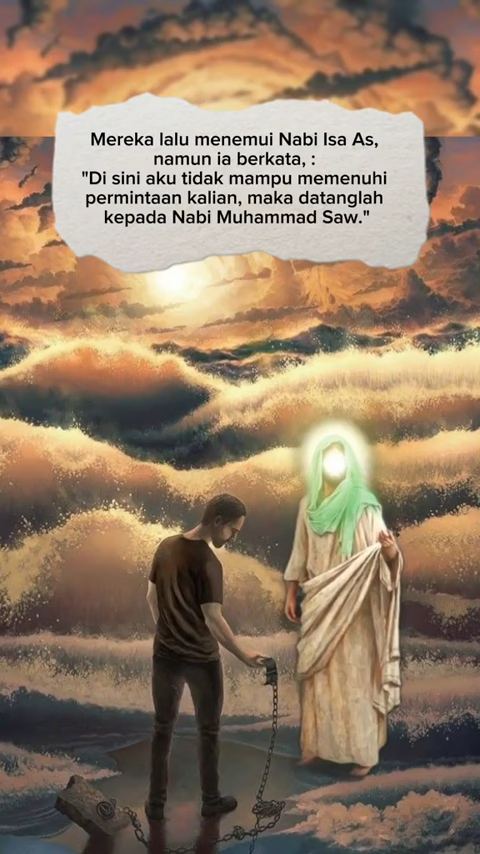 Mereka lalu menemui Nabi Isa As,
namun ia berkata, :
"Di sini aku tidak mampu memenuhi
permintaan kalian, maka datanglah
kepada Nabi Muhammad Saw."